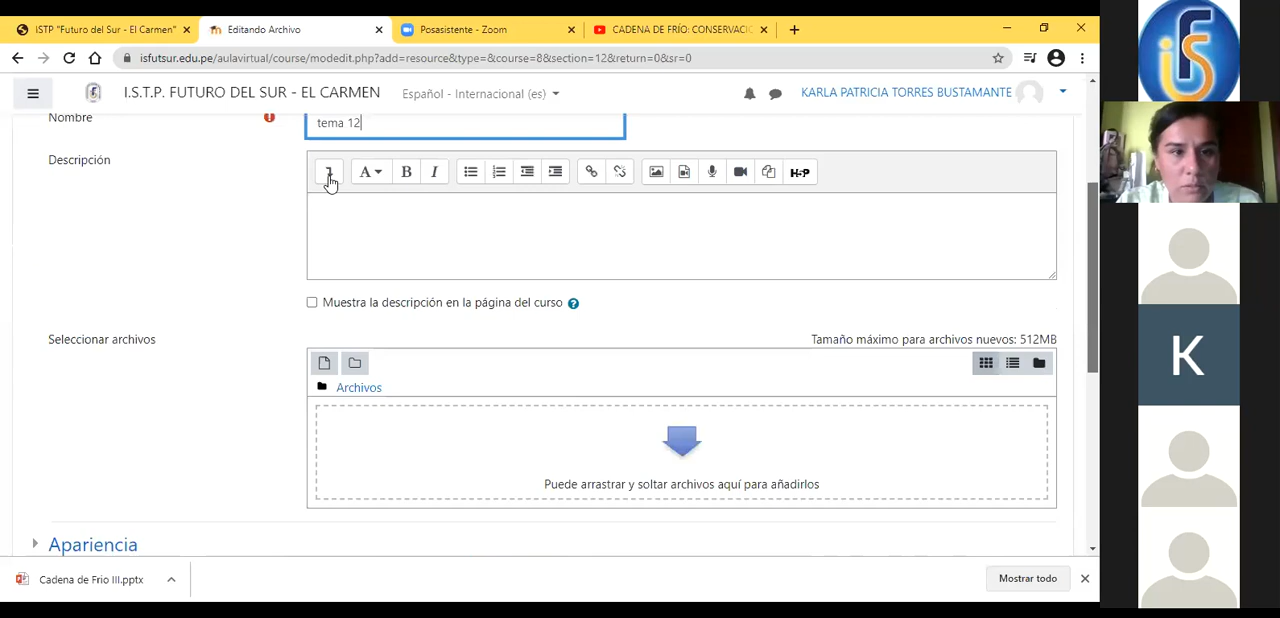 ISTP "Futuro del Sur - El Carmen"
Editando Archivo
Posasistente - Zoom
CADENA DE FRÍO: CONSERVACIÓ
isfutsur.edu.pe/aulavirtual/course/modedit.php?add=resource&type=&course=8&section=12&return=0&sr=0
I.S.T.P. FUTURO DEL SUR - EL CARMEN
Español - Internacional (es)
KARLA PATRICIA TORRES BUSTAMANTE
Nombre
tema 12
Descripción
A
B
I
H-P
Muestra la descripción en la página del curso
Seleccionar archivos
Tamaño máximo para archivos nuevos: 512MB
Archivos
Puede arrastrar y soltar archivos aquí para añadirlos
Apariencia
Cadena de Frio III.pptx
Mostrar todo
K